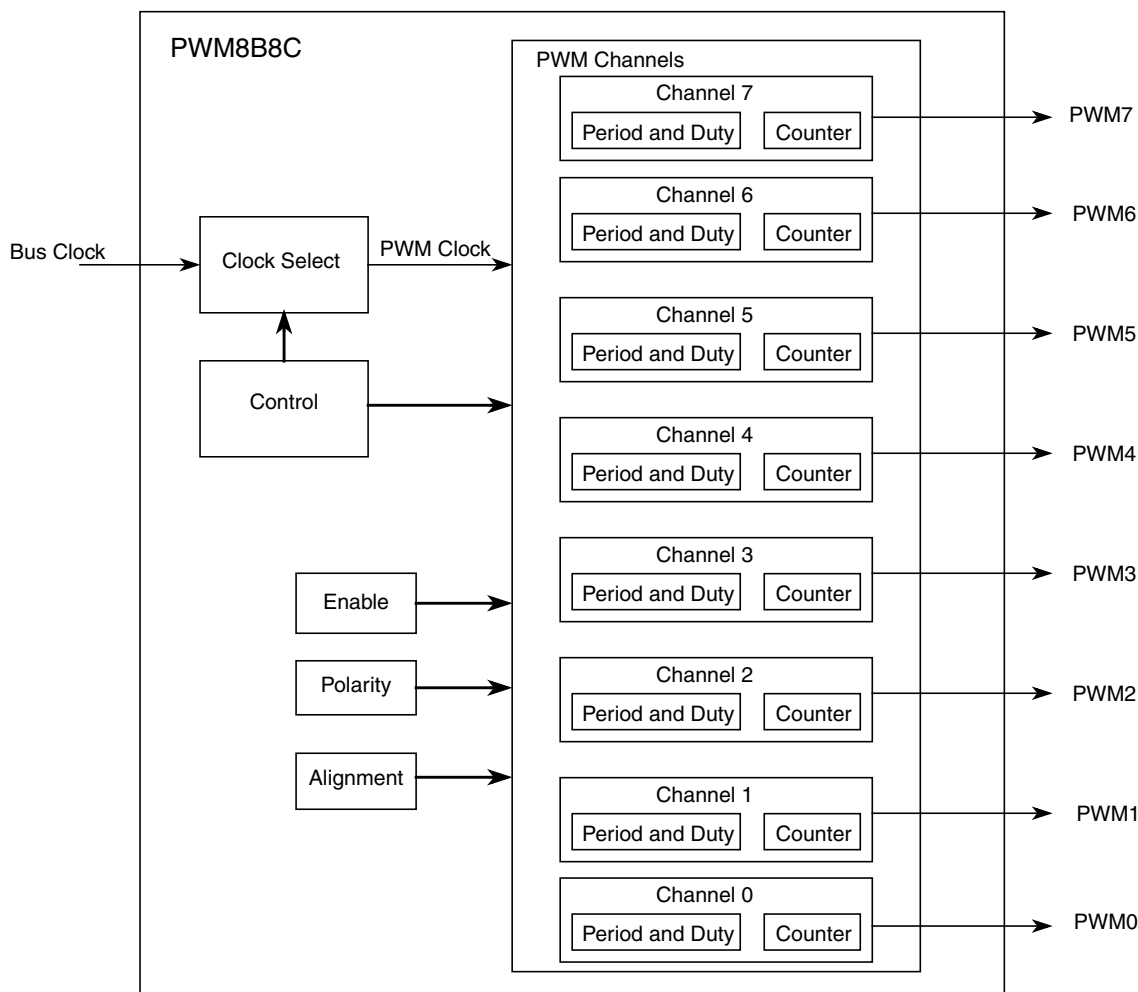 PWM8B8C
PWM Channels
Channel 7
Period and Duty
Counter
PWM7
Channel 6
Period and Duty
Counter
PWM6
Bus Clock
Clock Select
PWM Clock
Channel 5
Period and Duty
Counter
PWM5
Control
Channel 4
Period and Duty
Counter
PWM4
Channel 3
Period and Duty
Counter
PWM3
Enable
Polarity
Channel 2
Period and Duty
Counter
PWM2
Alignment
Channel 1
Period and Duty
Counter
PWM1
Channel 0
Period and Duty
Counter
PWM0